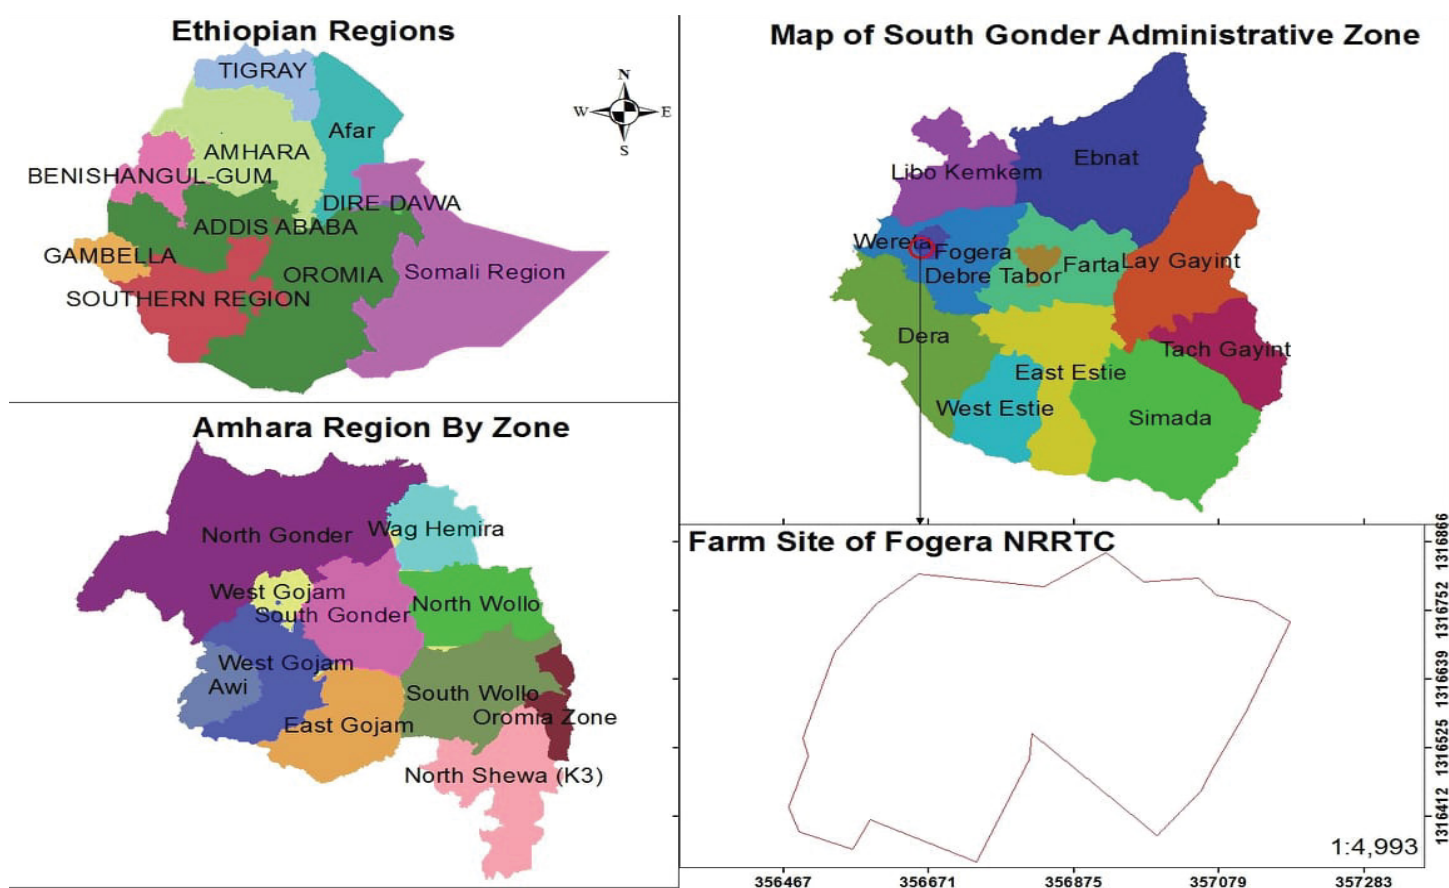 Ethiopian Regions
TIGRAY
Afar
AMHARA
BENISHANGUL-GUM
DIRE DAWA
ADDIS ABABA
GAMBELLA
OROMIA
Somali Region
SOUTHERN REGION
N
W
E
S
Map of South Gonder Administrative Zone
Ebnat
Libo Kemkem
Wereta
Fogera
Debre Tabor
Farta
Lay Gayint
Dera
Tach Gayint
East Estie
West Estie
Simada
Amhara Region By Zone
North Gonder
Wag Hemira
West Gojam
South Gonder
North Wollo
West Gojam
Awi
South Wollo
East Gojam
Oromia Zone
North Shewa (K3)
Farm Site of Fogera NRRTC
1316866
1316752
1316639
1316525
1316412
1:4,993
356467
356671
356875
357079
357283